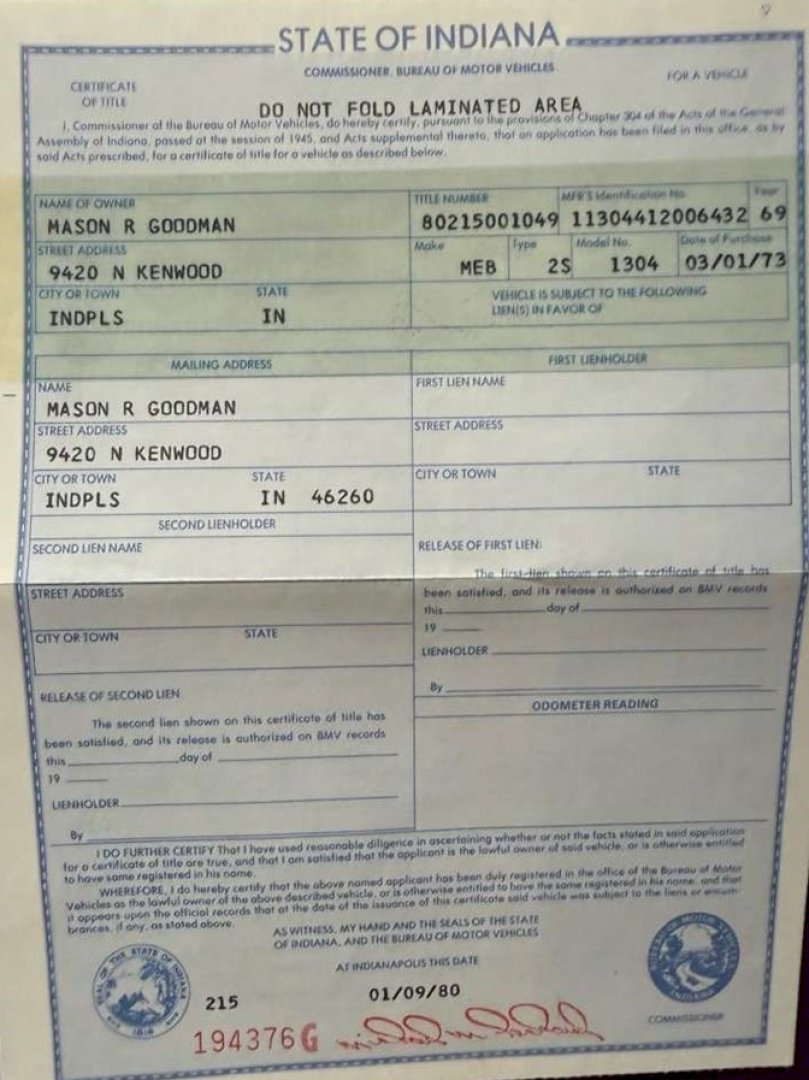 STATE OF INDIANA
COMMISSIONER, BUREAU OF MOTOR VEHICLES
CERTIFICATE
OF TITLE
FOR A VEHICLE
DO NOT FOLD LAMINATED AREA
I, Commissioner of the Bureau of Motor Vehicles, do hereby certify, pursuant to the provisions of Chapter 304 of the Acts of the General
Assembly of Indiana, passed at the session of 1945, and Acts supplemental thereto, that an application has been filed in this office, as by
said Acts prescribed, for a certificate of title for a vehicle as described below.
NAME OF OWNER
MASON R GOODMAN
TITLE NUMBER MFR'S Identification No. Year
80215001049 11304412006432 69
STREET ADDRESS
9420 N KENWOOD
Make Type Model No. Date of Purchase
MEB 2S 1304 03/01/73
CITY OR TOWN STATE
INDPLS IN
VEHICLE IS SUBJECT TO THE FOLLOWING
LIEN(S) IN FAVOR OF
MAILING ADDRESS
NAME
MASON R GOODMAN
STREET ADDRESS
9420 N KENWOOD
CITY OR TOWN STATE
INDPLS IN 46260
FIRST LIENHOLDER
FIRST LIEN NAME
STREET ADDRESS
CITY OR TOWN STATE
SECOND LIENHOLDER
SECOND LIEN NAME
STREET ADDRESS
CITY OR TOWN STATE
RELEASE OF FIRST LIEN:
The first lien shown on this certificate of title has
been satisfied, and its release is authorized on BMV records
this day of
19
LIENHOLDER
By
RELEASE OF SECOND LIEN
The second lien shown on this certificate of title has
been satisfied, and its release is authorized on BMV records
this day of
19
LIENHOLDER
By
ODOMETER READING
I DO FURTHER CERTIFY That I have used reasonable diligence in ascertaining whether or not the facts stated in said application
for a certificate of title are true, and that I am satisfied that the applicant is the lawful owner of said vehicle, or is otherwise entitled
to have same registered in his name.
WHEREFORE, I do hereby certify that the above named applicant has been duly registered in the office of the Bureau of Motor
Vehicles as the lawful owner of the above described vehicle, or is otherwise entitled to have the same registered in his name, and that
it appears upon the official records that at the date of the issuance of this certificate said vehicle was subject to the liens or encum-
brances, if any, as stated above.
AS WITNESS, MY HAND AND THE SEALS OF THE STATE
OF INDIANA, AND THE BUREAU OF MOTOR VEHICLES
AT INDIANAPOLIS THIS DATE
SEAL OF THE STATE OF INDIANA
1816
BUREAU OF MOTOR VEHICLES
INDIANA
215
01/09/80
194376G
COMMISSIONER